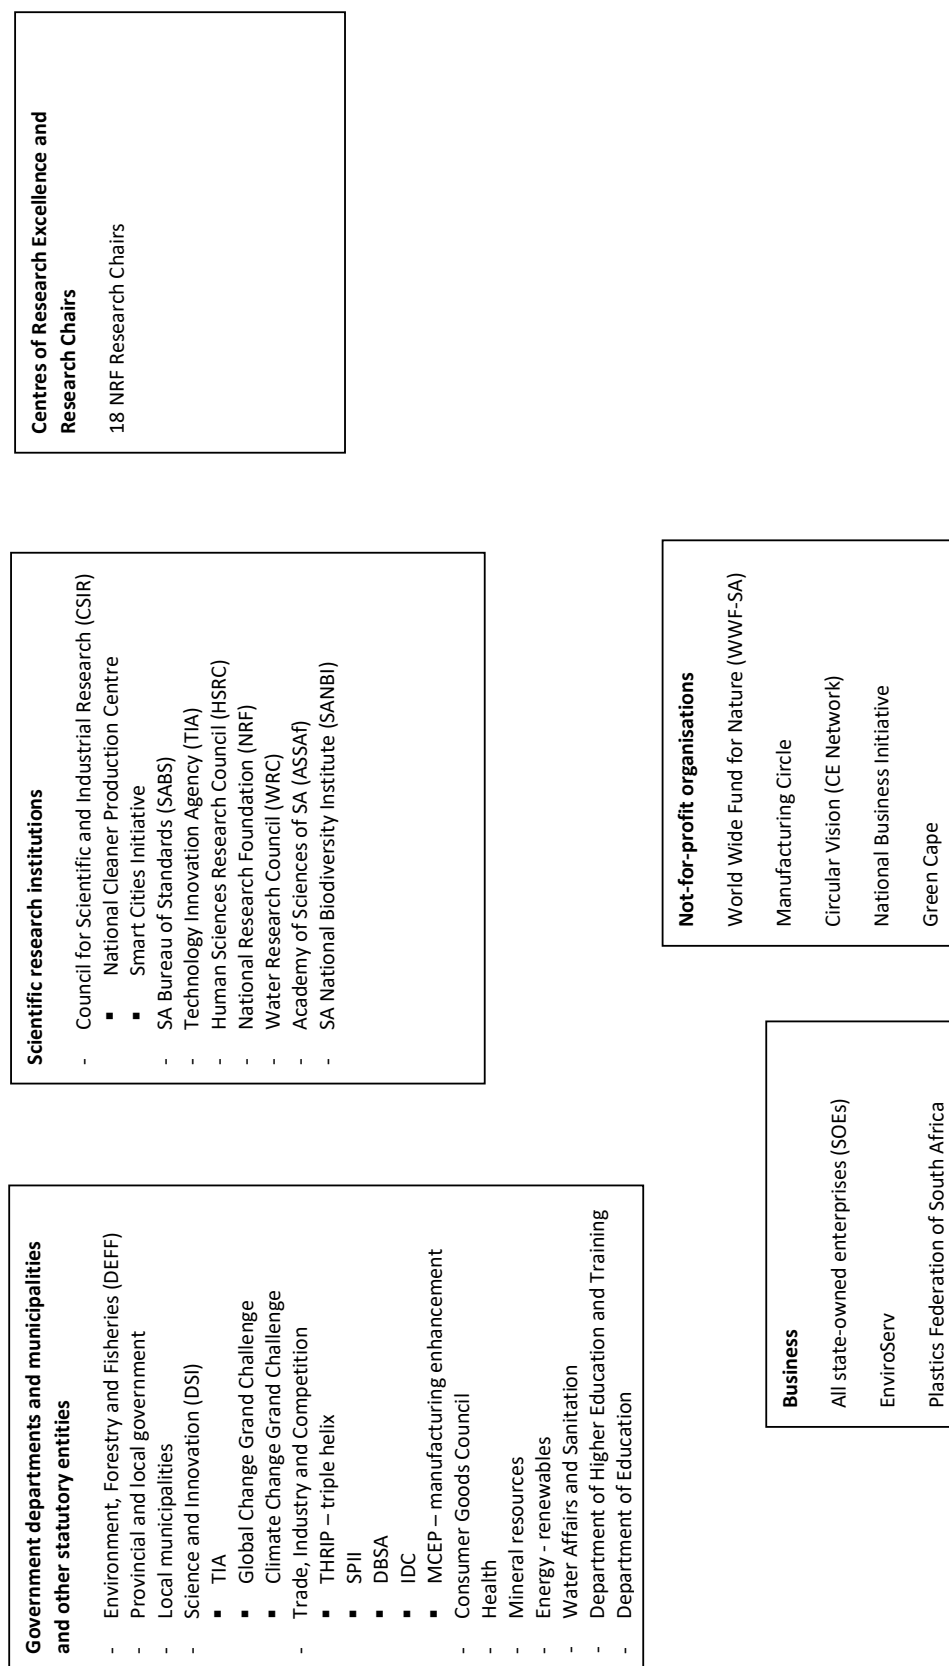 Government departments and municipalities
and other statutory entities
- Environment, Forestry and Fisheries (DEFF)
- Provincial and local government
- Local municipalities
- Science and Innovation (DSI)
▪ TIA
▪ Global Change Grand Challenge
▪ Climate Change Grand Challenge
- Trade, Industry and Competition
▪ THRIP – triple helix
▪ SPII
▪ DBSA
▪ IDC
▪ MCEP – manufacturing enhancement
- Consumer Goods Council
- Health
- Mineral resources
- Energy - renewables
- Water Affairs and Sanitation
- Department of Higher Education and Training
- Department of Education
Scientific research institutions
- Council for Scientific and Industrial Research (CSIR)
▪ National Cleaner Production Centre
▪ Smart Cities Initiative
- SA Bureau of Standards (SABS)
- Technology Innovation Agency (TIA)
- Human Sciences Research Council (HSRC)
- National Research Foundation (NRF)
- Water Research Council (WRC)
- Academy of Sciences of SA (ASSAf)
- SA National Biodiversity Institute (SANBI)
Centres of Research Excellence and
Research Chairs
18 NRF Research Chairs
Business
All state-owned enterprises (SOEs)
EnviroServ
Plastics Federation of South Africa
Not-for-profit organisations
World Wide Fund for Nature (WWF-SA)
Manufacturing Circle
Circular Vision (CE Network)
National Business Initiative
Green Cape